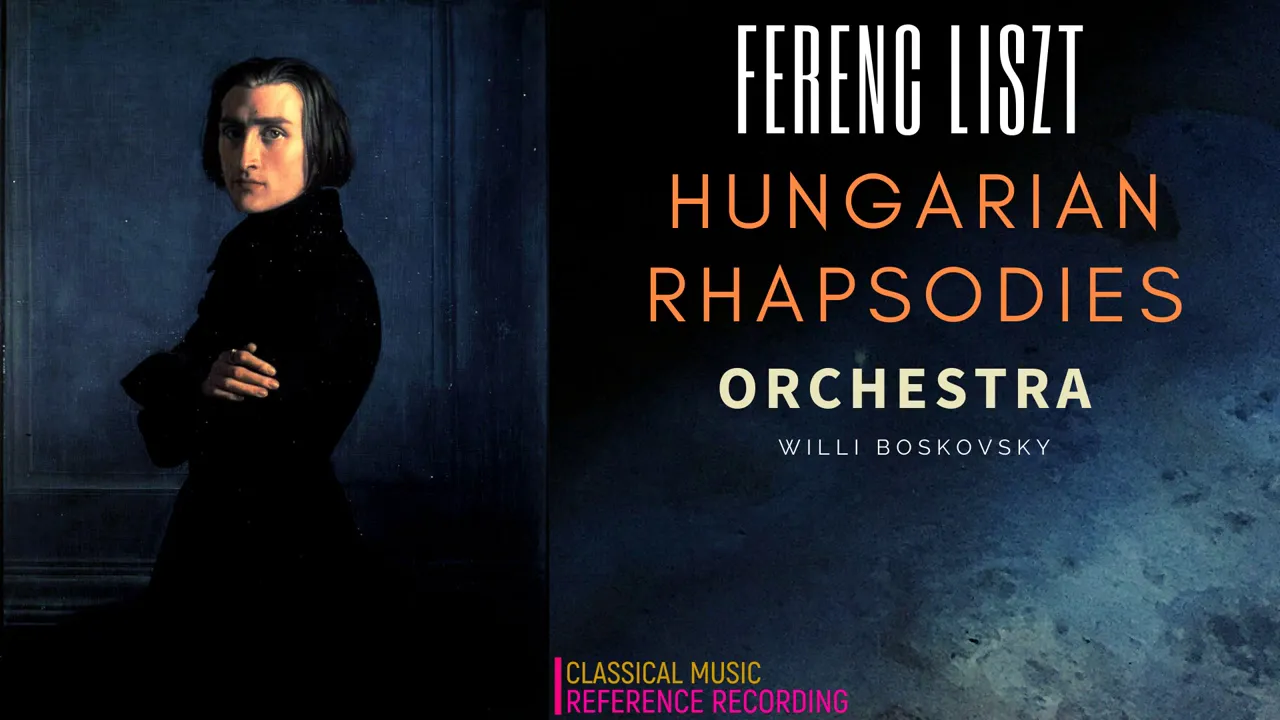 FERENC LISZT
HUNGARIAN
RHAPSODIES
ORCHESTRA
WILLI BOSKOVSKY
CLASSICAL MUSIC
REFERENCE RECORDING